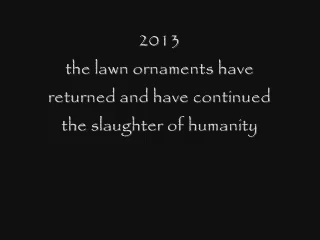 2013
the lawn ornaments have
returned and have continued
the slaughter of humanity